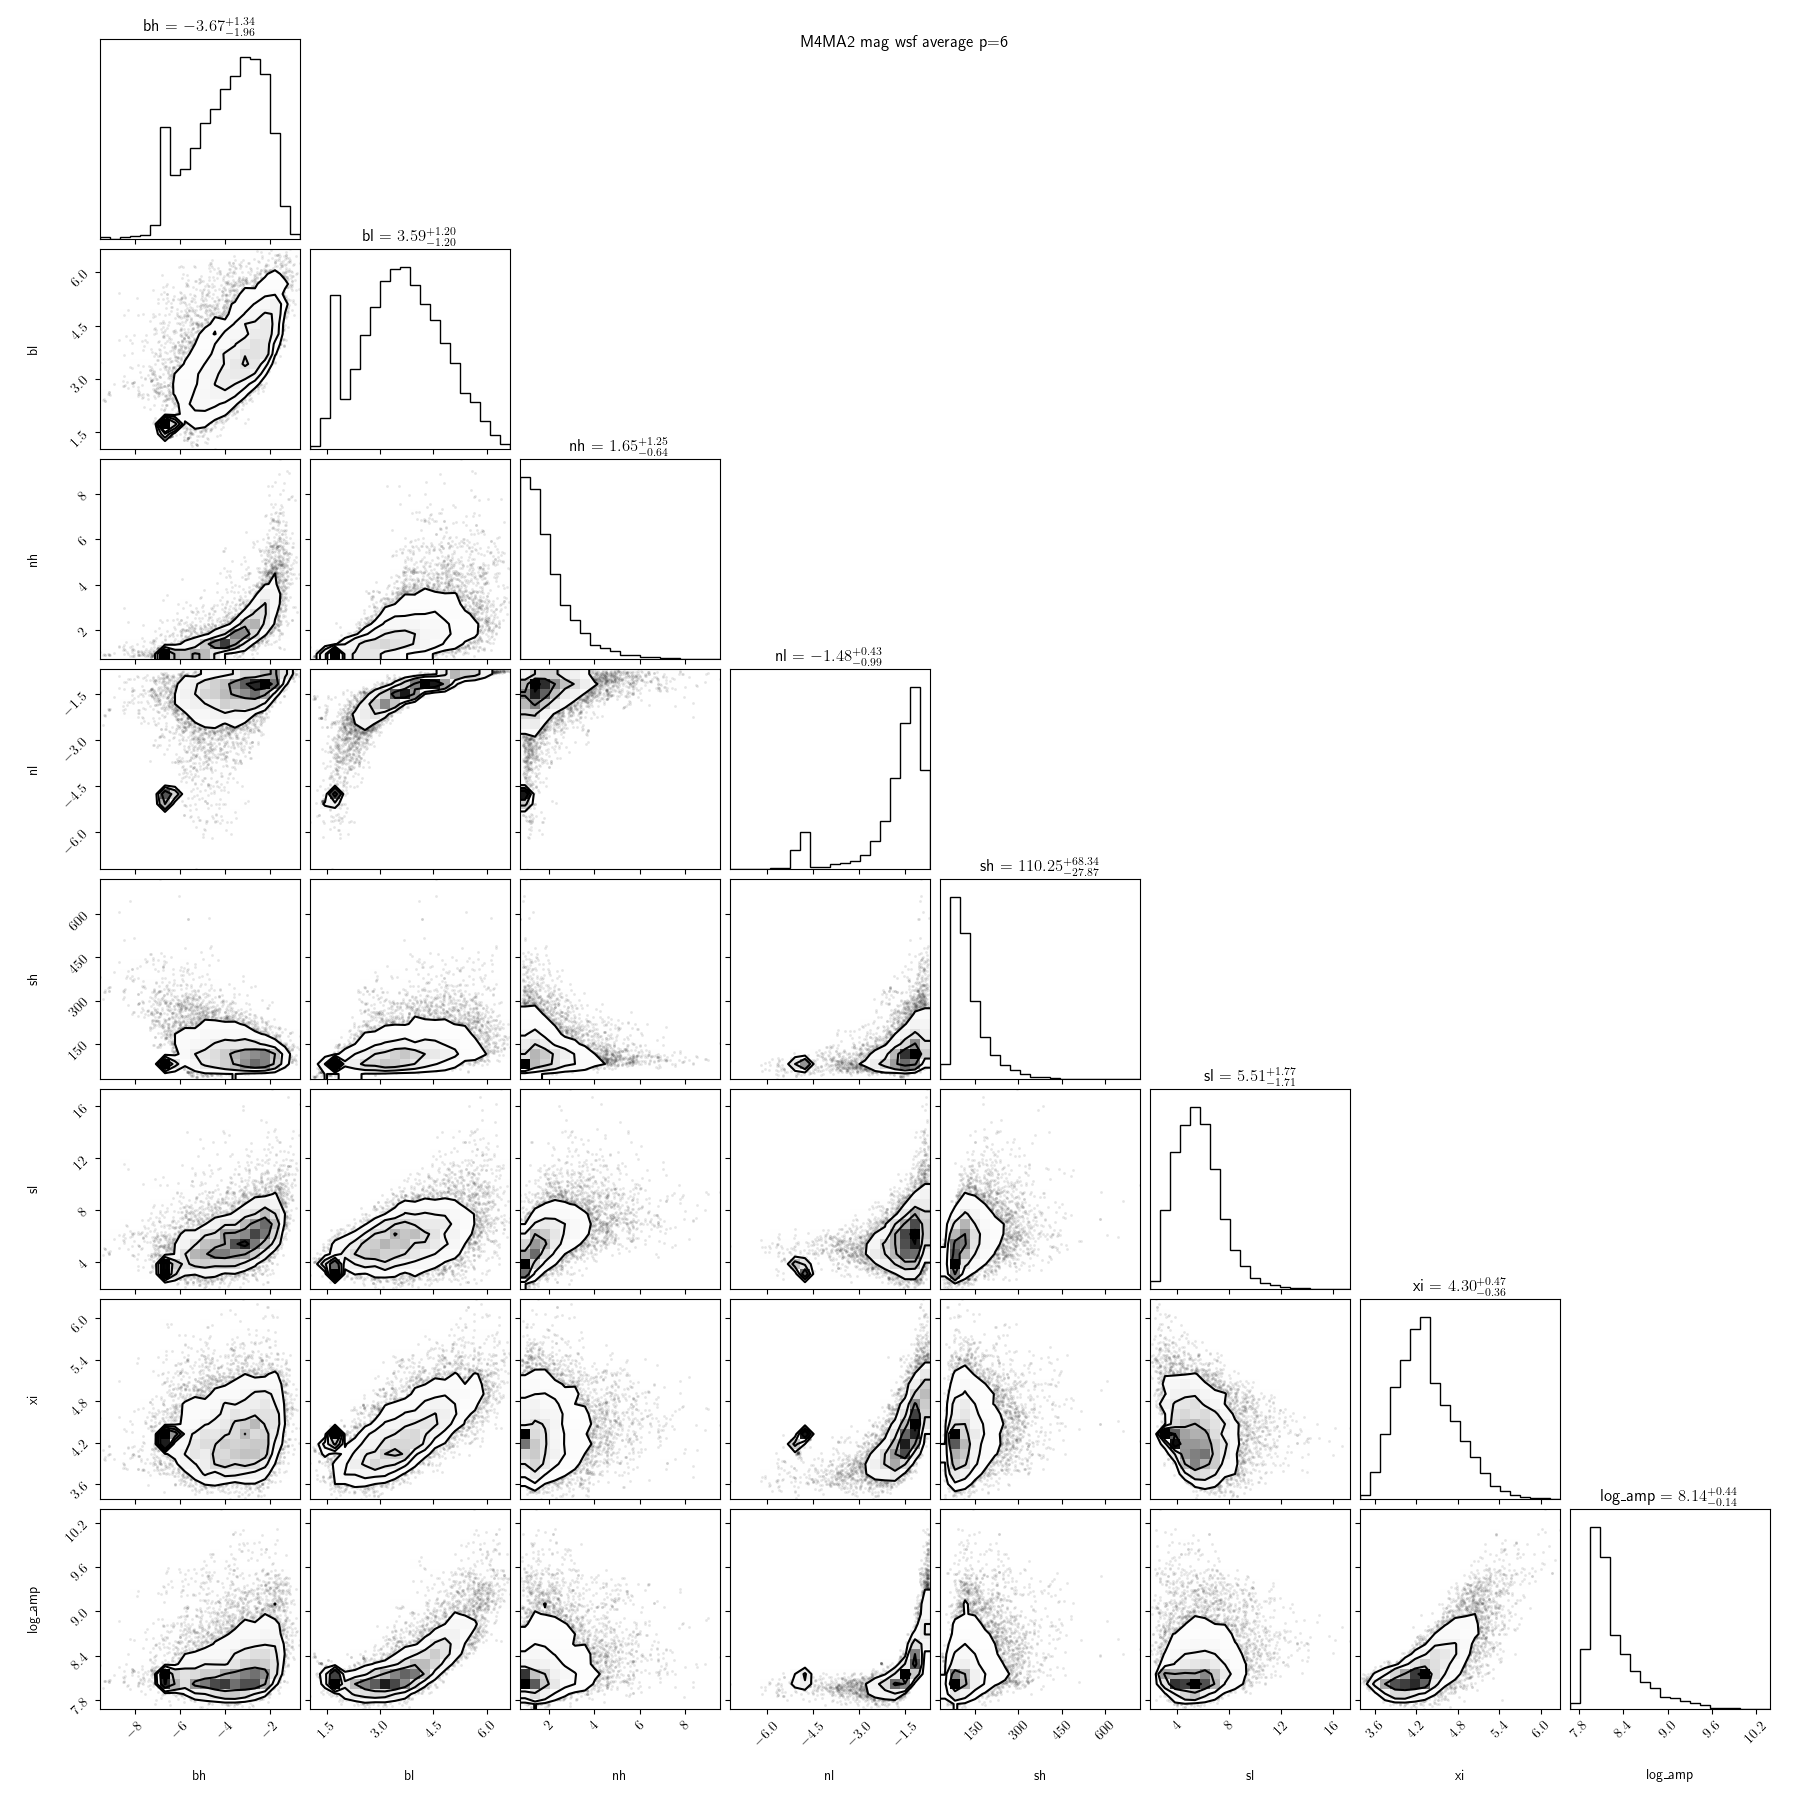 M4MA2 mag wsf average p=6
bh = −3.67+1.34 −1.96
bl = 3.59+1.20 −1.20
6.0
4.5
3.0
1.5
bl
nh = 1.65+1.25 −0.64
8
6
4
2
nh
nl = −1.48+0.43 −0.99
−1.5
−3.0
−4.5
−6.0
nl
sh = 110.25+68.34 −27.87
600
450
300
150
sh
sl = 5.51+1.77 −1.71
16
12
8
4
sl
xi = 4.30+0.47 −0.36
6.0
5.4
4.8
4.2
3.6
xi
log_amp = 8.14+0.44 −0.14
10.2
9.6
9.0
8.4
7.8
log_amp
−8 −6 −4 −2 1.5 3.0 4.5 6.0 2 4 6 8 −6.0 −4.5 −3.0 −1.5 150 300 450 600 4 8 12 16 3.6 4.2 4.8 5.4 6.0 7.8 8.4 9.0 9.6 10.2
bh bl nh nl sh sl xi log_amp